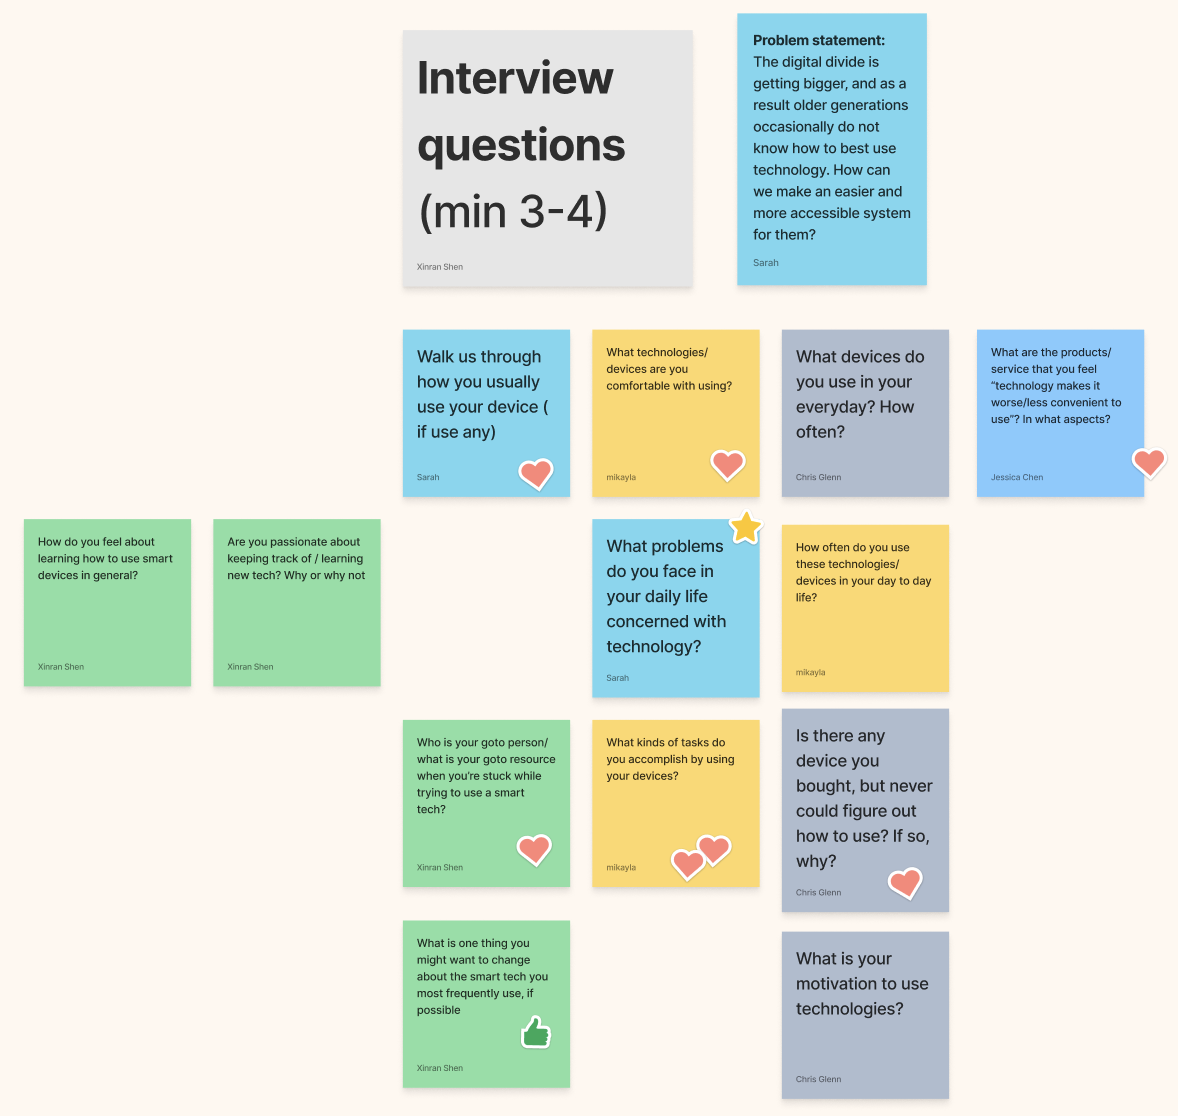 Interview
questions
(min 3-4)
Xinran Shen
Problem statement:
The digital divide is
getting bigger, and as a
result older generations
occasionally do not
know how to best use
technology. How can
we make an easier and
more accessible system
for them?
Sarah
Walk us through
how you usually
use your device (
if use any)
Sarah
What technologies/
devices are you
comfortable with using?
mikayla
What devices do
you use in your
everyday? How
often?
Chris Glenn
What are the products/
service that you feel
“technology makes it
worse/less convenient to
use”? In what aspects?
Jessica Chen
How do you feel about
learning how to use smart
devices in general?
Xinran Shen
Are you passionate about
keeping track of / learning
new tech? Why or why not
Xinran Shen
What problems
do you face in
your daily life
concerned with
technology?
Sarah
How often do you use
these technologies/
devices in your day to day
life?
mikayla
Who is your goto person/
what is your goto resource
when you're stuck while
trying to use a smart
tech?
Xinran Shen
What kinds of tasks do
you accomplish by using
your devices?
mikayla
Is there any
device you
bought, but never
could figure out
how to use? If so,
why?
Chris Glenn
What is one thing you
might want to change
about the smart tech you
most frequently use, if
possible
Xinran Shen
What is your
motivation to use
technologies?
Chris Glenn